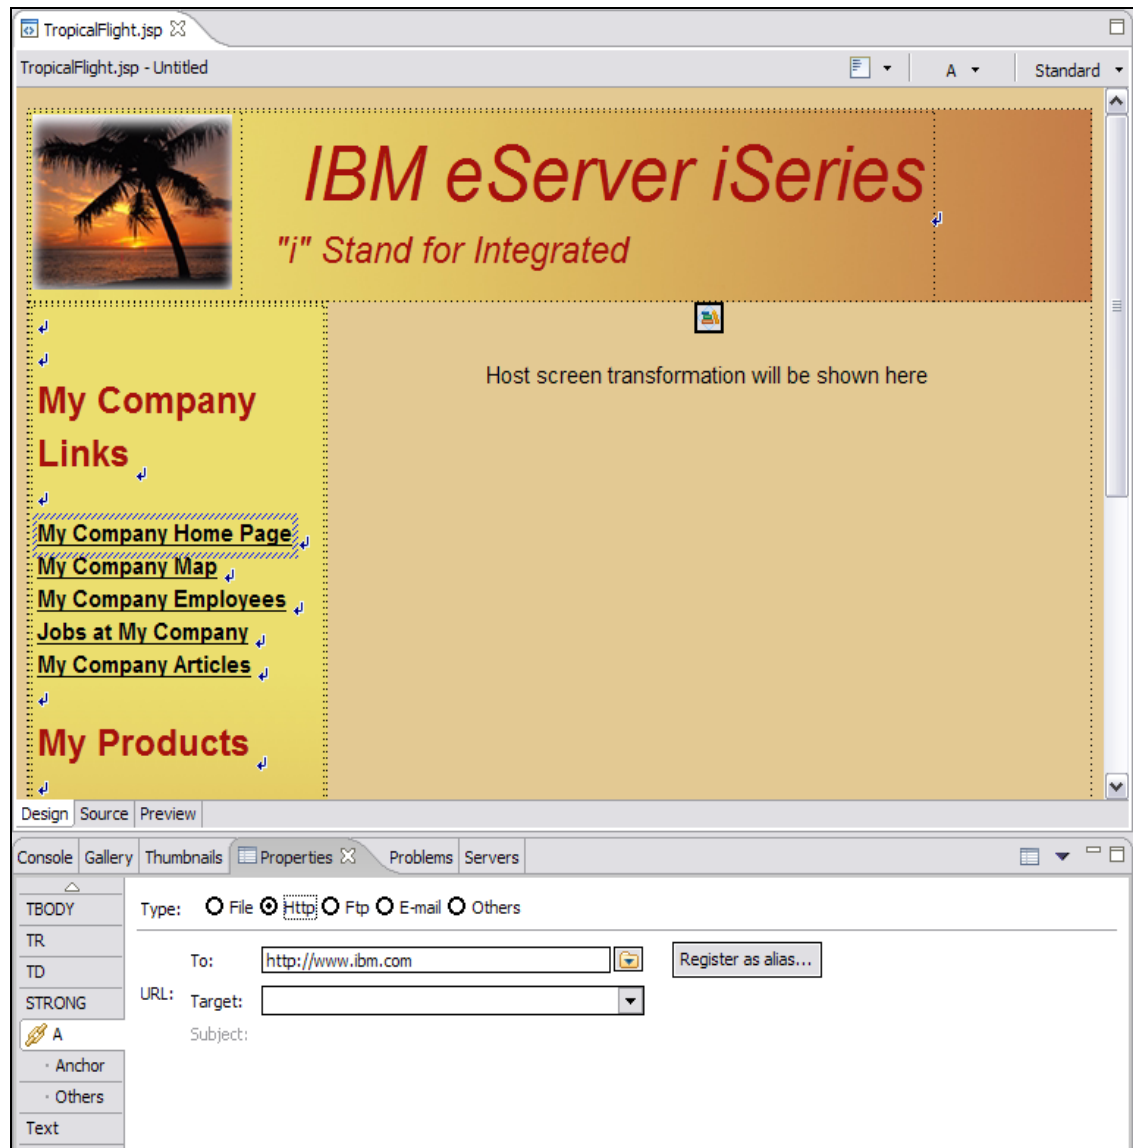 TropicalFlight.jsp
TropicalFlight.jsp - Untitled
A
Standard
IBM eServer iSeries
"i" Stand for Integrated
Host screen transformation will be shown here
My Company
Links
My Company Home Page
My Company Map
My Company Employees
Jobs at My Company
My Company Articles
My Products
Design Source Preview
Console Gallery Thumbnails Properties Problems Servers
TBODY
TR
TD
STRONG
A
· Anchor
· Others
Text
Type: File Http Ftp E-mail Others
URL:
To: http://www.ibm.com Register as alias...
Target:
Subject: